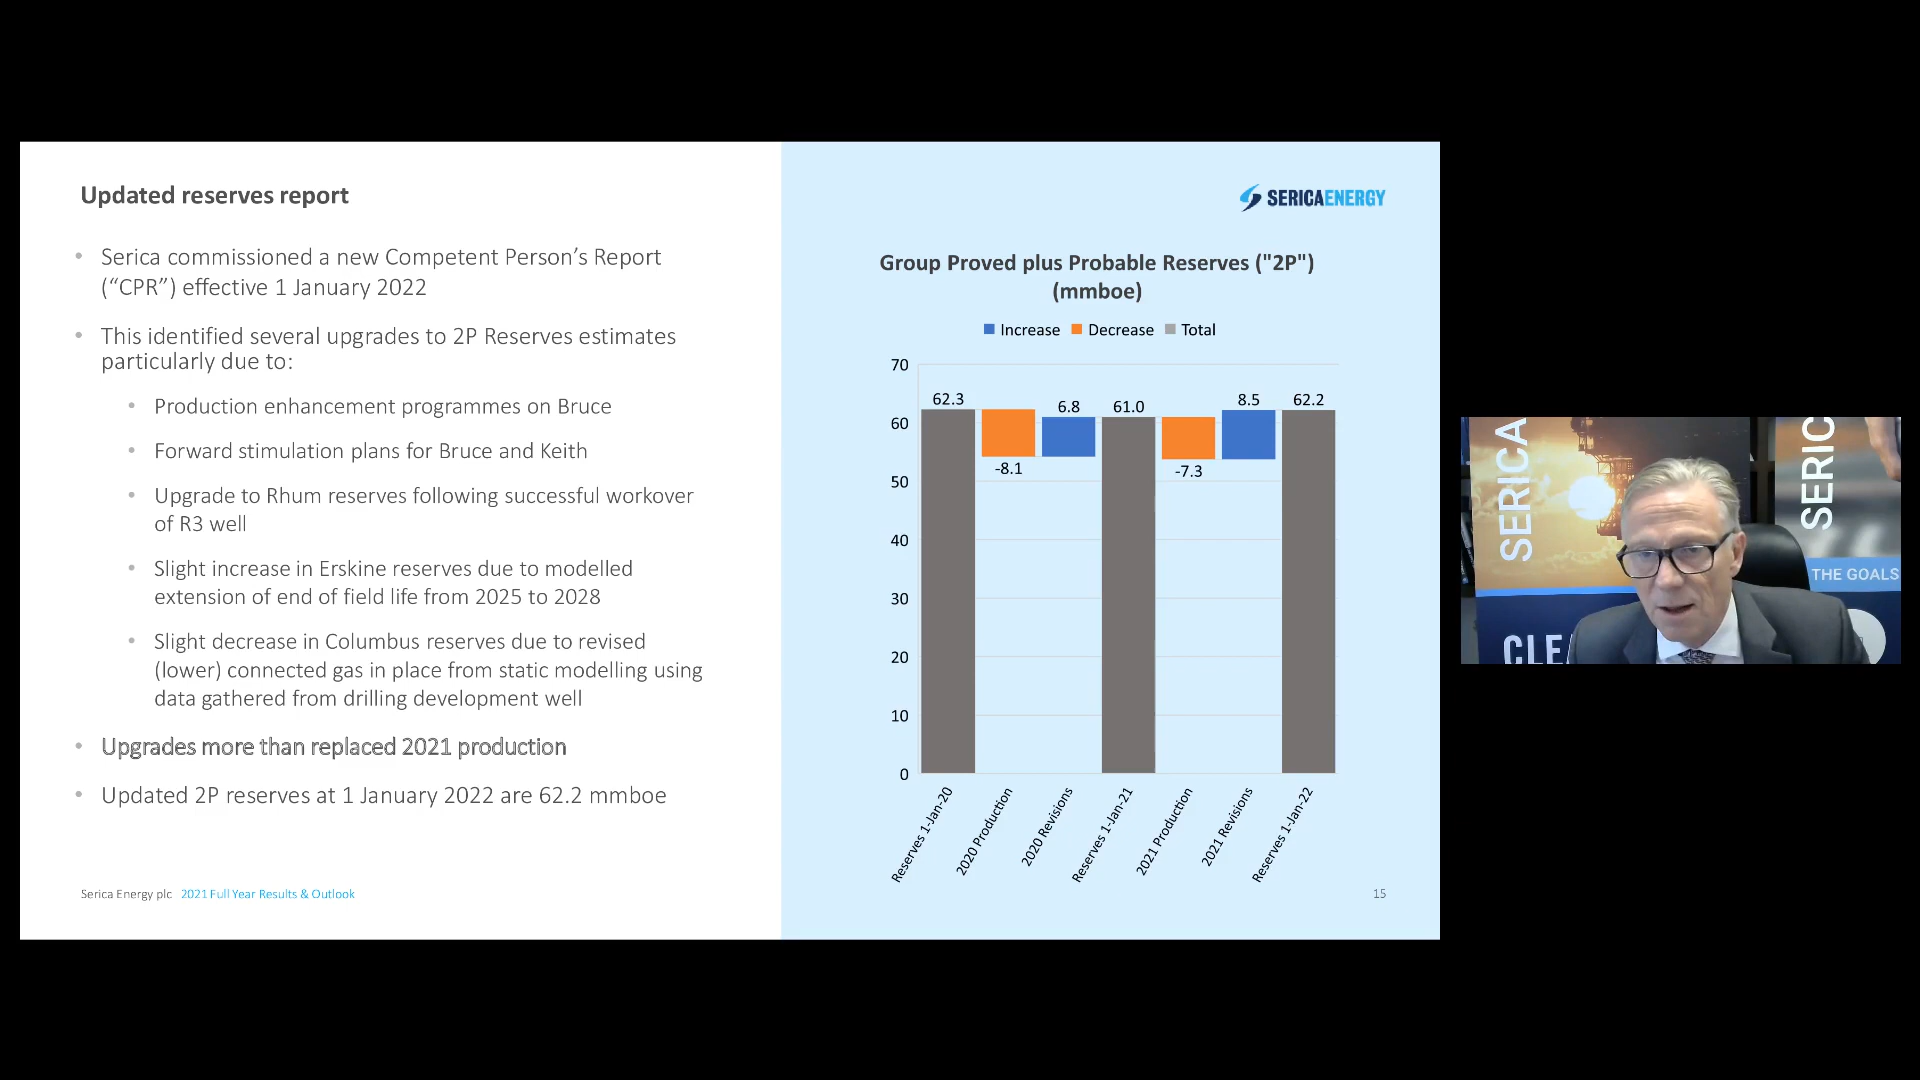 Updated reserves report
• Serica commissioned a new Competent Person’s Report
(“CPR”) effective 1 January 2022
• This identified several upgrades to 2P Reserves estimates
particularly due to:
• Production enhancement programmes on Bruce
• Forward stimulation plans for Bruce and Keith
• Upgrade to Rhum reserves following successful workover
of R3 well
• Slight increase in Erskine reserves due to modelled
extension of end of field life from 2025 to 2028
• Slight decrease in Columbus reserves due to revised
(lower) connected gas in place from static modelling using
data gathered from drilling development well
• Upgrades more than replaced 2021 production
• Updated 2P reserves at 1 January 2022 are 62.2 mmboe
Serica Energy plc 2021 Full Year Results & Outlook
SERICAENERGY
Group Proved plus Probable Reserves ("2P")
(mmboe)
Increase Decrease Total
70
60
50
40
30
20
10
0
62.3
-8.1
6.8
61.0
-7.3
8.5
62.2
Reserves 1-Jan-20
2020 Production
2020 Revisions
Reserves 1-Jan-21
2021 Production
2021 Revisions
Reserves 1-Jan-22
15
SERICA
SERIC
THE GOALS
CLE